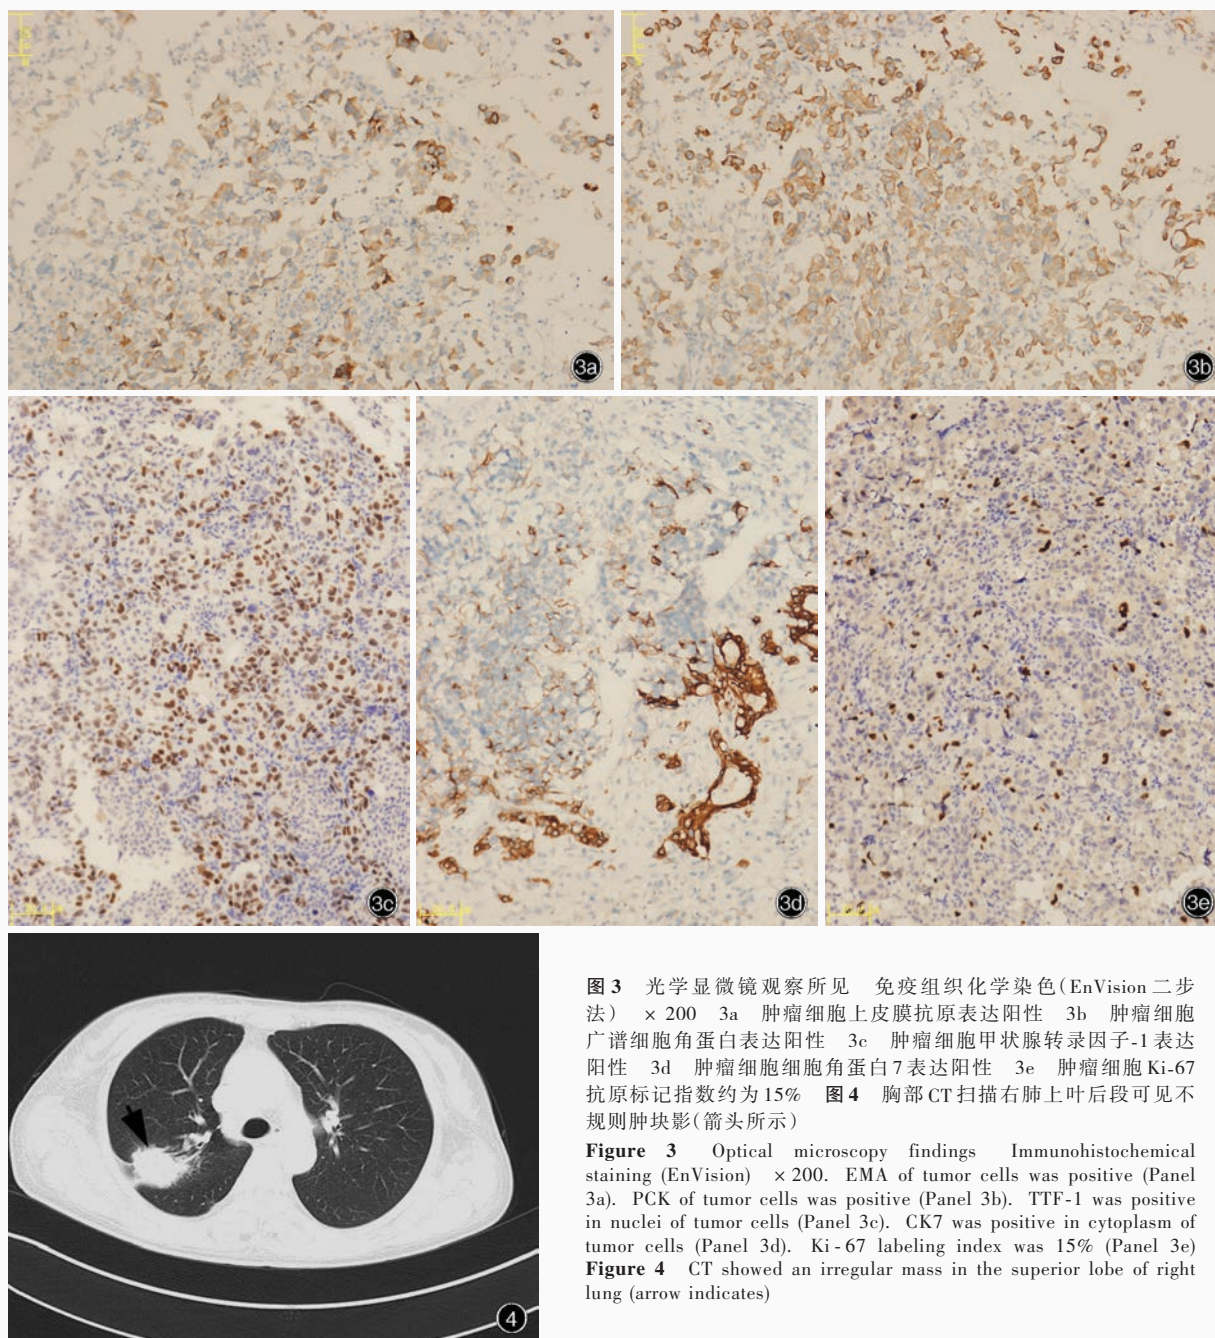 3a
3b
3c
3d
3e
4
图3 光学显微镜观察所见 免疫组织化学染色(EnVision 二步
法) ×200 3a 肿瘤细胞上皮膜抗原表达阳性 3b 肿瘤细胞
广谱细胞角蛋白表达阳性 3c 肿瘤细胞甲状腺转录因子-1表达
阳性 3d 肿瘤细胞细胞角蛋白7表达阳性 3e 肿瘤细胞Ki-67
抗原标记指数约为15% 图4 胸部CT扫描右肺上叶后段可见不
规则肿块影(箭头所示)
Figure 3 Optical microscopy findings Immunohistochemical
staining (EnVision) ×200. EMA of tumor cells was positive (Panel
3a). PCK of tumor cells was positive (Panel 3b). TTF-1 was positive
in nuclei of tumor cells (Panel 3c). CK7 was positive in cytoplasm of
tumor cells (Panel 3d). Ki-67 labeling index was 15% (Panel 3e)
Figure 4 CT showed an irregular mass in the superior lobe of right
lung (arrow indicates)